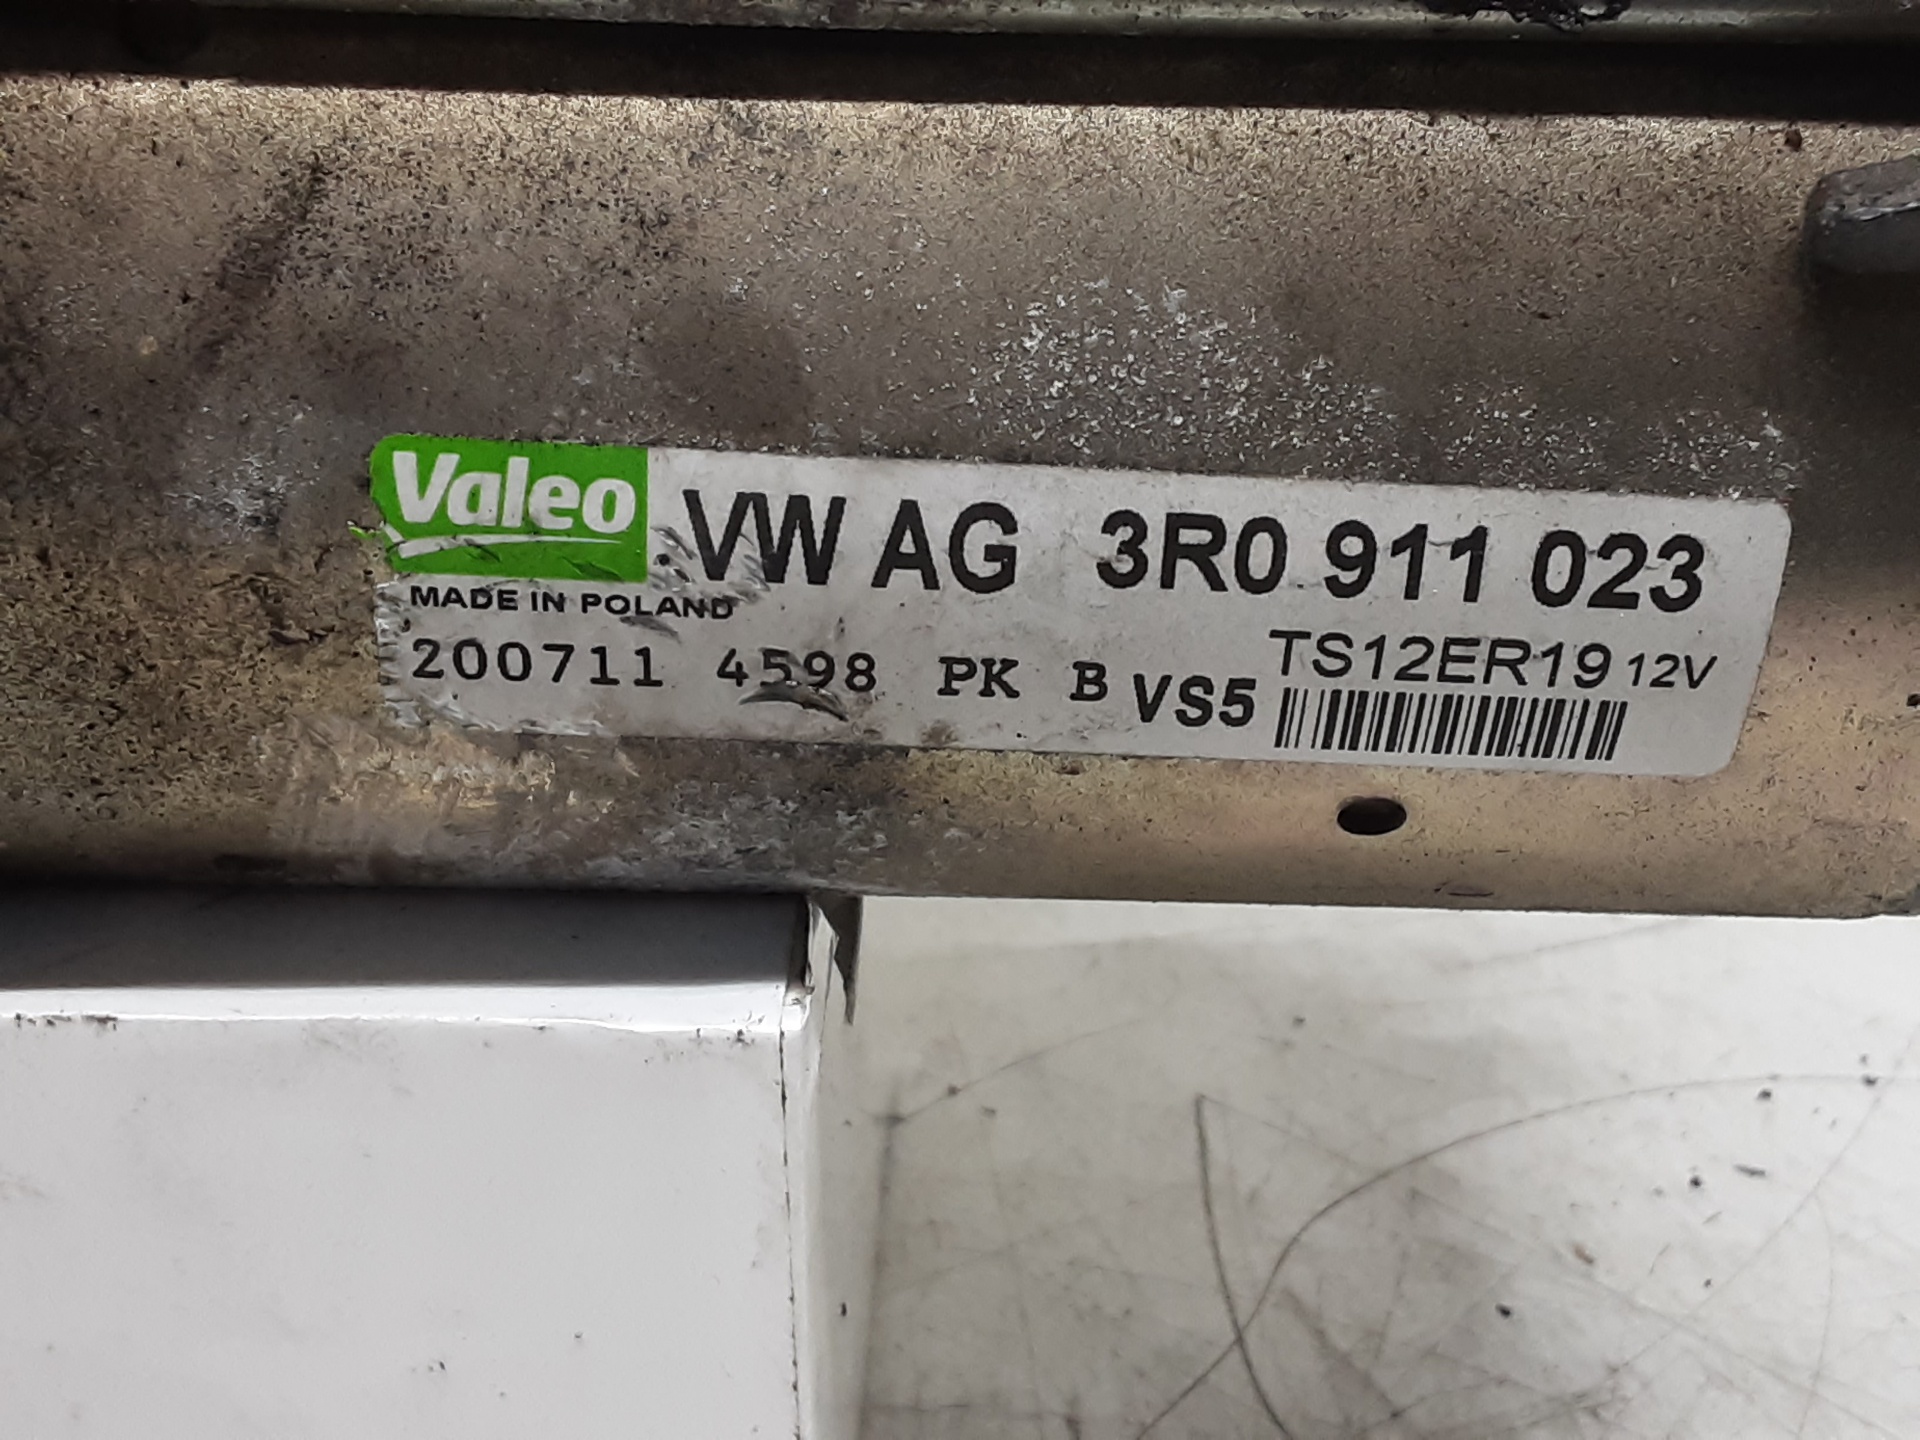 Valeo VW AG 3R0 911 023
MADE IN POLAND
200711 4598 PK B VS5 TS12ER19 12V